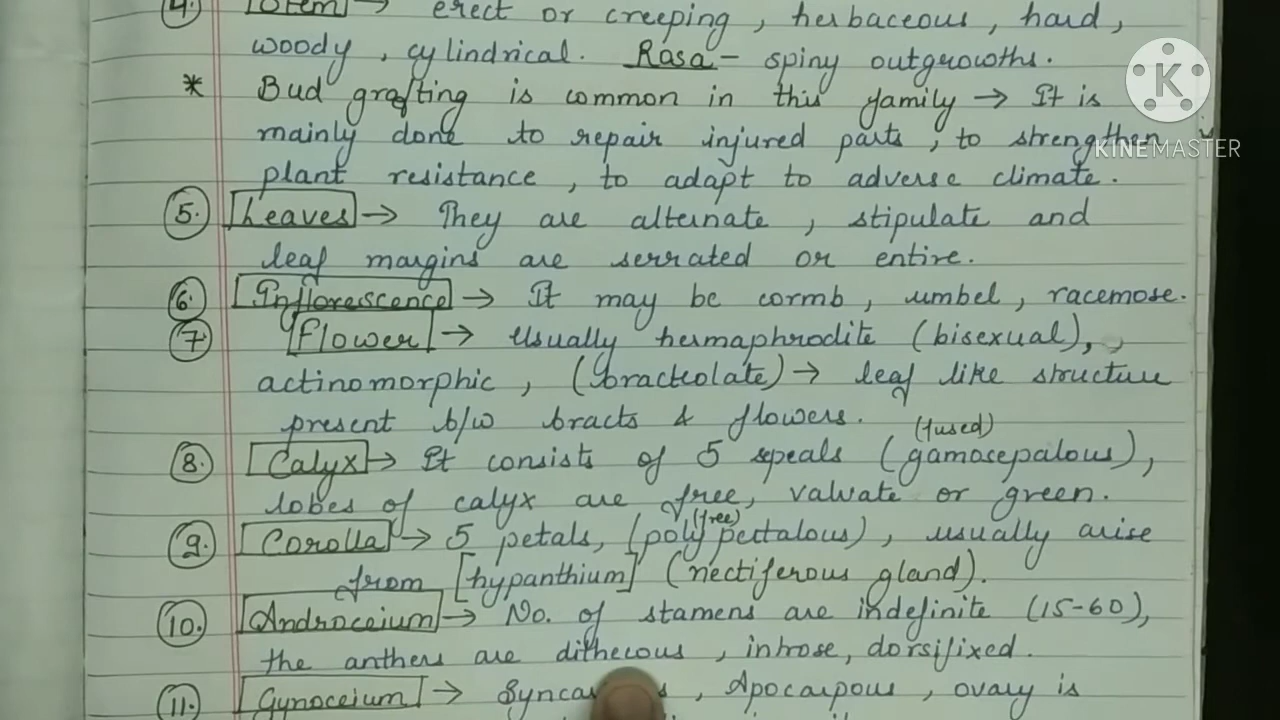 4. Stem → erect or creeping, herbaceous, hard,
woody, cylindrical. Rosa - spiny outgrowths.
* Bud grafting is common in this family → It is
mainly done to repair injured parts, to strengthen
plant resistance, to adapt to adverse climate.
5. Leaves → They are alternate, stipulate and
leaf margins are serrated or entire.
6. Inflorescence → It may be cormb, umbel, racemose.
7. flower → Usually hermaphrodite (bisexual), ,
actinomorphic, (bracteolate) → leaf like structure
present b/w bracts & flowers.
(fused)
8. Calyx → It consists of 5 speals (gamosepalous),
lobes of calyx are free, valvate or green.
(free)
9. Corolla → 5 petals, (poly pettalous), usually arise
from [hypanthium] (nectiferous gland).
10. Androceium → No. of stamens are indefinite (15-60),
the anthers are dithecous, introse, dorsifixed.
11. Gynoceium → , Apocarpous, ovary is
K
KINEMASTER